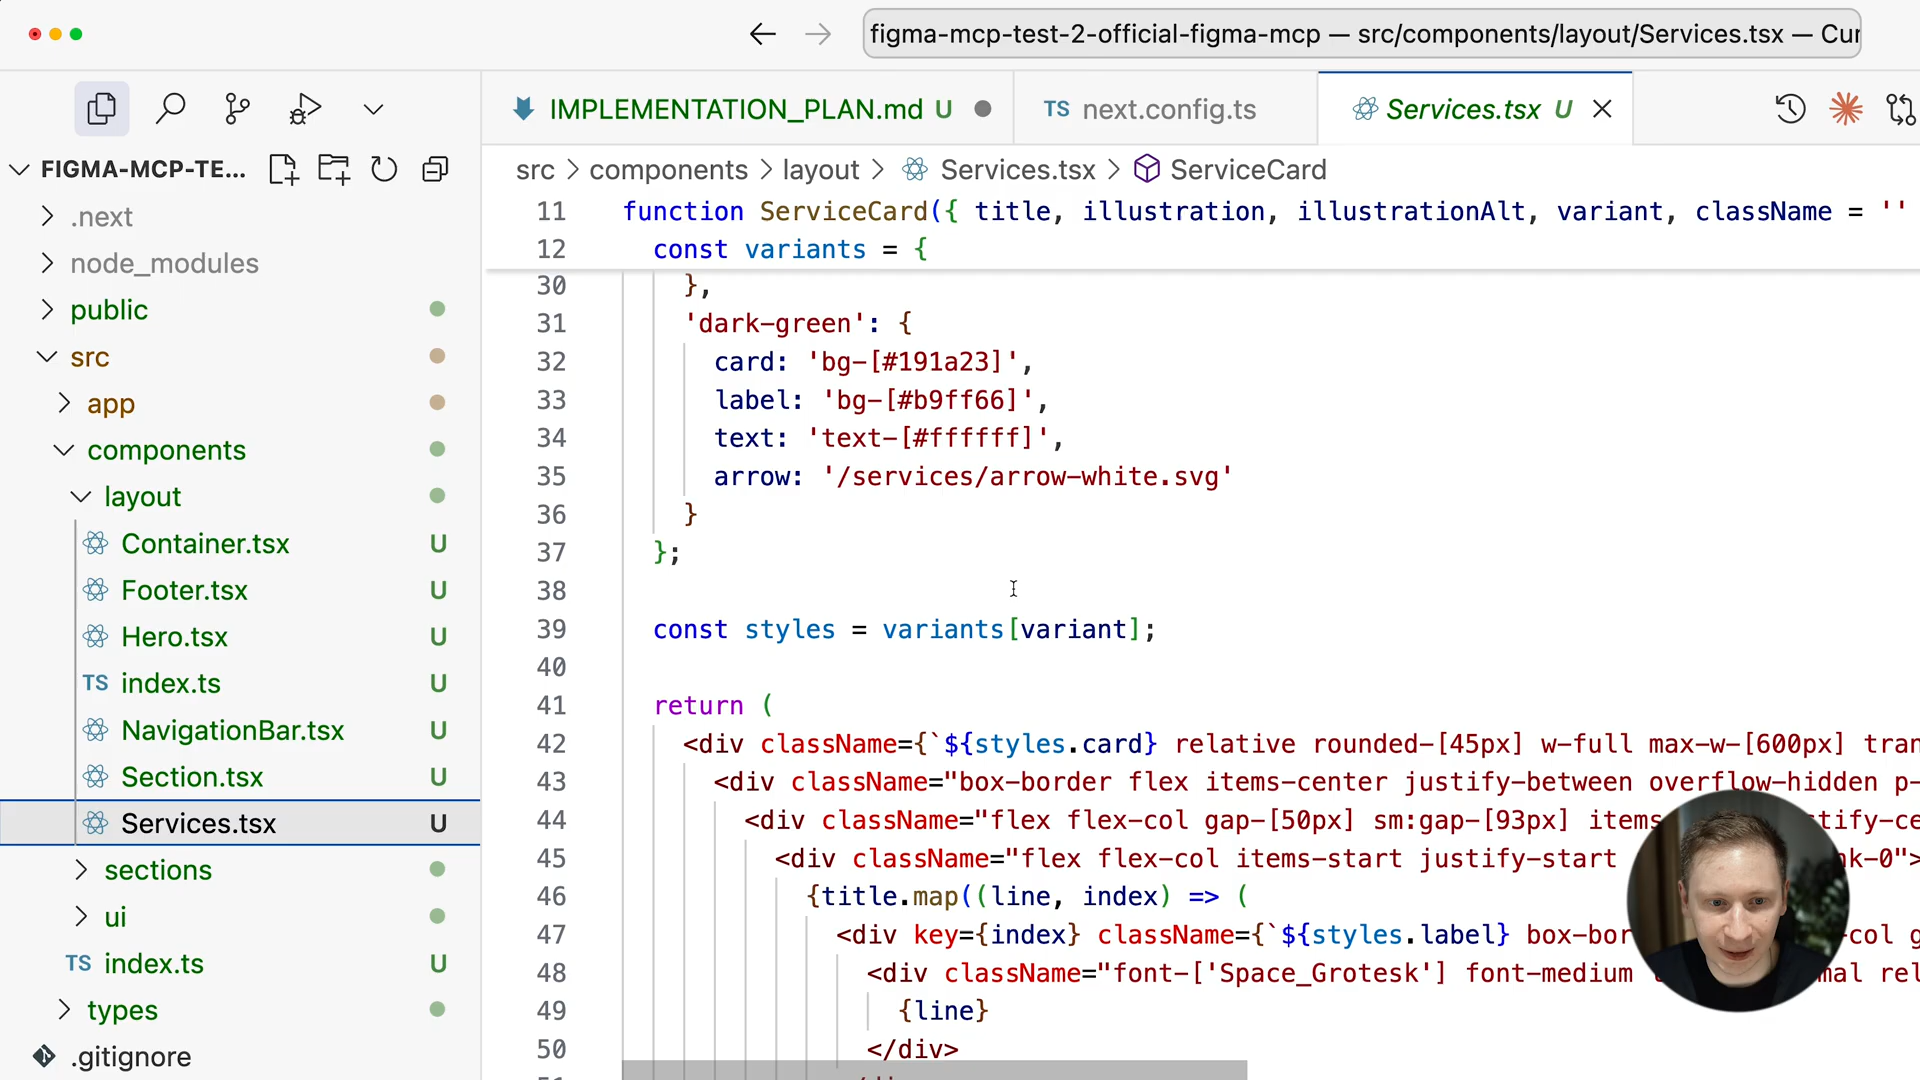 figma-mcp-test-2-official-figma-mcp — src/components/layout/Services.tsx — Cur
IMPLEMENTATION_PLAN.md U
TS next.config.ts
Services.tsx U
FIGMA-MCP-TE...
src > components > layout > Services.tsx > ServiceCard
.next
node_modules
public
src
app
components
layout
Container.tsx U
Footer.tsx U
Hero.tsx U
TS index.ts U
NavigationBar.tsx U
Section.tsx U
Services.tsx U
sections
ui
TS index.ts U
types
.gitignore
11 function ServiceCard({ title, illustration, illustrationAlt, variant, className = ''
12 const variants = {
30 },
31 'dark-green': {
32 card: 'bg-[#191a23]',
33 label: 'bg-[#b9ff66]',
34 text: 'text-[#ffffff]',
35 arrow: '/services/arrow-white.svg'
36 }
37 };
38
39 const styles = variants[variant];
40
41 return (
42 <div className={`${styles.card} relative rounded-[45px] w-full max-w-[600px] tran
43 <div className="box-border flex items-center justify-between overflow-hidden p-
44 <div className="flex flex-col gap-[50px] sm:gap-[93px] items tify-ce
45 <div className="flex flex-col items-start justify-start nk-0">
46 {title.map((line, index) => (
47 <div key={index} className={`${styles.label} box-bor col g
48 <div className="font-['Space_Grotesk'] font-medium mal rel
49 {line}
50 </div>